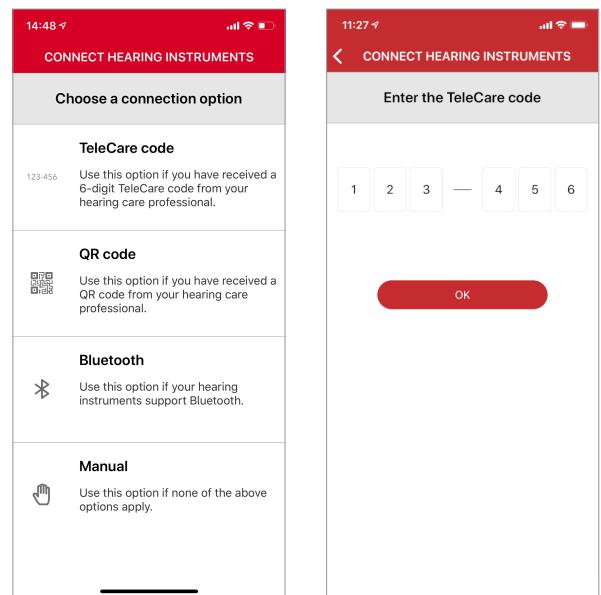 14:48
CONNECT HEARING INSTRUMENTS
Choose a connection option
TeleCare code
123-456
Use this option if you have received a
6-digit TeleCare code from your
hearing care professional.
QR code
Use this option if you have received a
QR code from your hearing care
professional.
Bluetooth
Use this option if your hearing
instruments support Bluetooth.
Manual
Use this option if none of the above
options apply.
11:27
CONNECT HEARING INSTRUMENTS
Enter the TeleCare code
1 2 3 — 4 5 6
OK